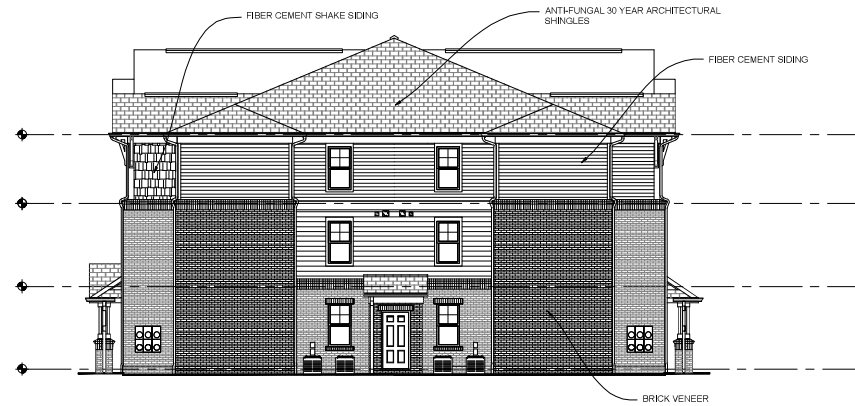 FIBER CEMENT SHAKE SIDING
ANTI-FUNGAL 30 YEAR ARCHITECTURAL
SHINGLES
FIBER CEMENT SIDING
BRICK VENEER